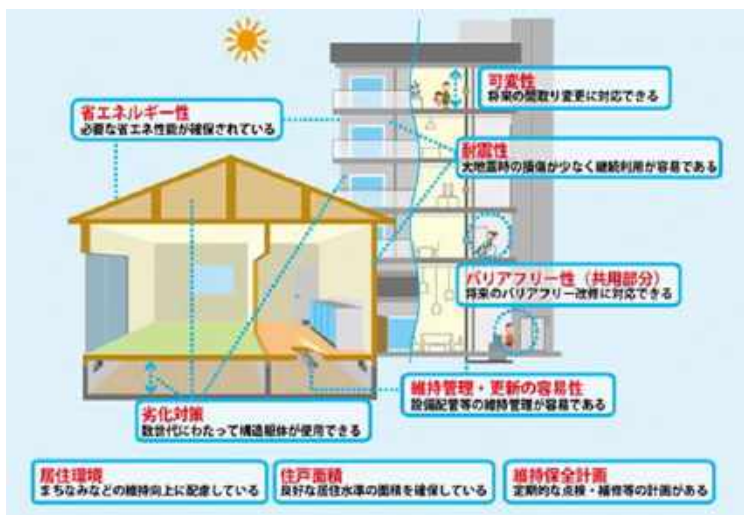 可変性
将来の間取り変更に対応できる
省エネルギー性
必要な省エネ性能が確保されている
耐震性
大地震時の損傷が少なく継続利用が容易である
バリアフリー性（共用部分）
将来のバリアフリー改修に対応できる
維持管理・更新の容易性
設備配管等の維持管理が容易である
劣化対策
数世代にわたって構造躯体が使用できる
居住環境
まちなみなどの維持向上に配慮している
住戸面積
良好な居住水準の面積を確保している
維持保全計画
定期的な点検・補修等の計画がある